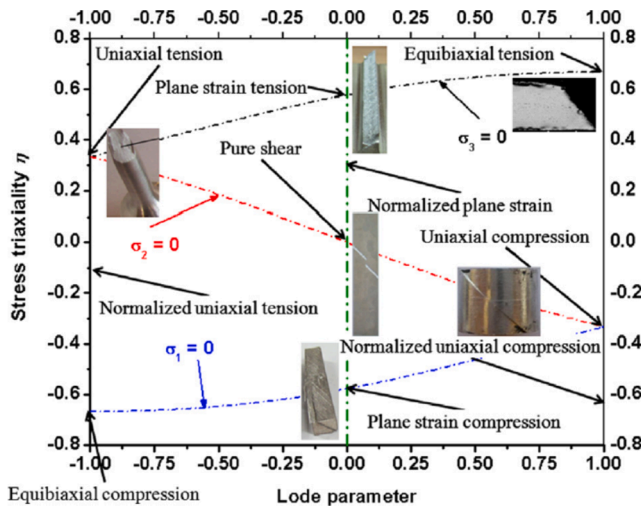 -1.00 -0.75 -0.50 -0.25 0.00 0.25 0.50 0.75 1.00
0.8 0.8
Uniaxial tension
Equibiaxial tension
0.6 0.6
Plane strain tension
σ3 = 0
0.4 0.4
Pure shear
0.2 0.2
Normalized plane strain
σ2 = 0
Uniaxial compression
0.0 0.0
Stress triaxiality η
-0.2 -0.2
Normalized uniaxial tension
-0.4 -0.4
σ1 = 0
Normalized uniaxial compression
-0.6 -0.6
Plane strain compression
-0.8 -0.8
-1.00 -0.75 -0.50 -0.25 0.00 0.25 0.50 0.75 1.00
Equibiaxial compression
Lode parameter